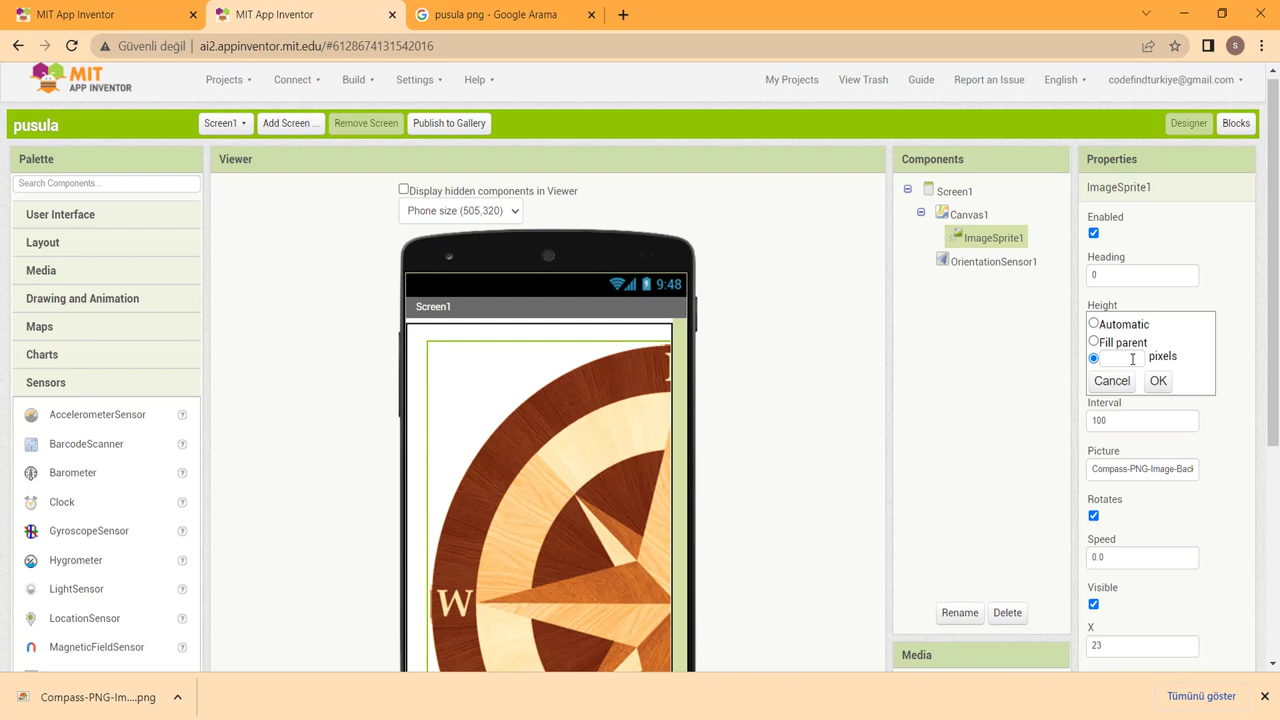 MIT App Inventor
MIT App Inventor
pusula png - Google Arama
Güvenli değil
ai2.appinventor.mit.edu/#6128674131542016
S
MIT
APP INVENTOR
Projects
Connect
Build
Settings
Help
My Projects
View Trash
Guide
Report an Issue
English
codefindturkiye@gmail.com
pusula
Screen1
Add Screen ...
Remove Screen
Publish to Gallery
Designer
Blocks
Palette
Search Components...
User Interface
Layout
Media
Drawing and Animation
Maps
Charts
Sensors
AccelerometerSensor
BarcodeScanner
Barometer
Clock
GyroscopeSensor
Hygrometer
LightSensor
LocationSensor
MagneticFieldSensor
Viewer
Display hidden components in Viewer
Phone size (505,320)
9:48
Screen1
W
Components
Screen1
Canvas1
ImageSprite1
OrientationSensor1
Rename
Delete
Media
Properties
ImageSprite1
Enabled
Heading
0
Height
Automatic
Fill parent
pixels
Cancel
OK
Interval
100
Picture
Compass-PNG-Image-Back
Rotates
Speed
0.0
Visible
X
23
Compass-PNG-Im....png
Tümünü göster